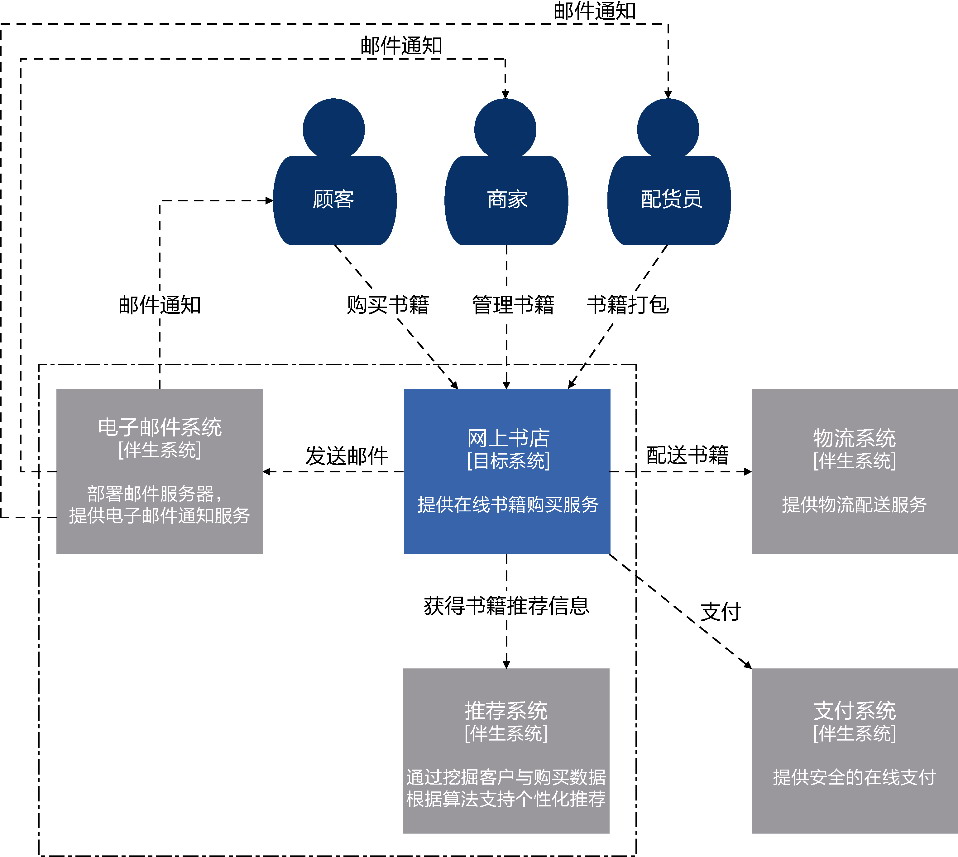 邮件通知
邮件通知
顾客
商家
配货员
邮件通知
购买书籍
管理书籍
书籍打包
电子邮件系统
[伴生系统]
部署邮件服务器，
提供电子邮件通知服务
发送邮件
网上书店
[目标系统]
提供在线书籍购买服务
配送书籍
物流系统
[伴生系统]
提供物流配送服务
获得书籍推荐信息
支付
推荐系统
[伴生系统]
通过挖掘客户与购买数据
根据算法支持个性化推荐
支付系统
[伴生系统]
提供安全的在线支付